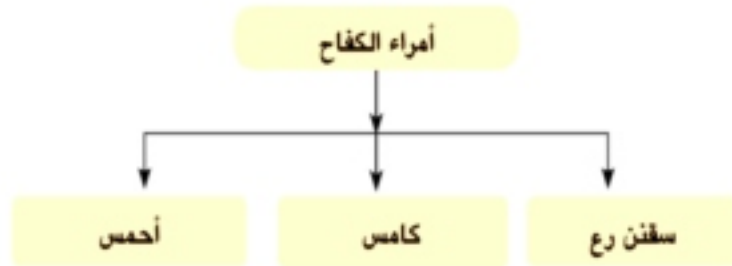 أمراء الكفاح
سقنن رع
كامس
أحمس